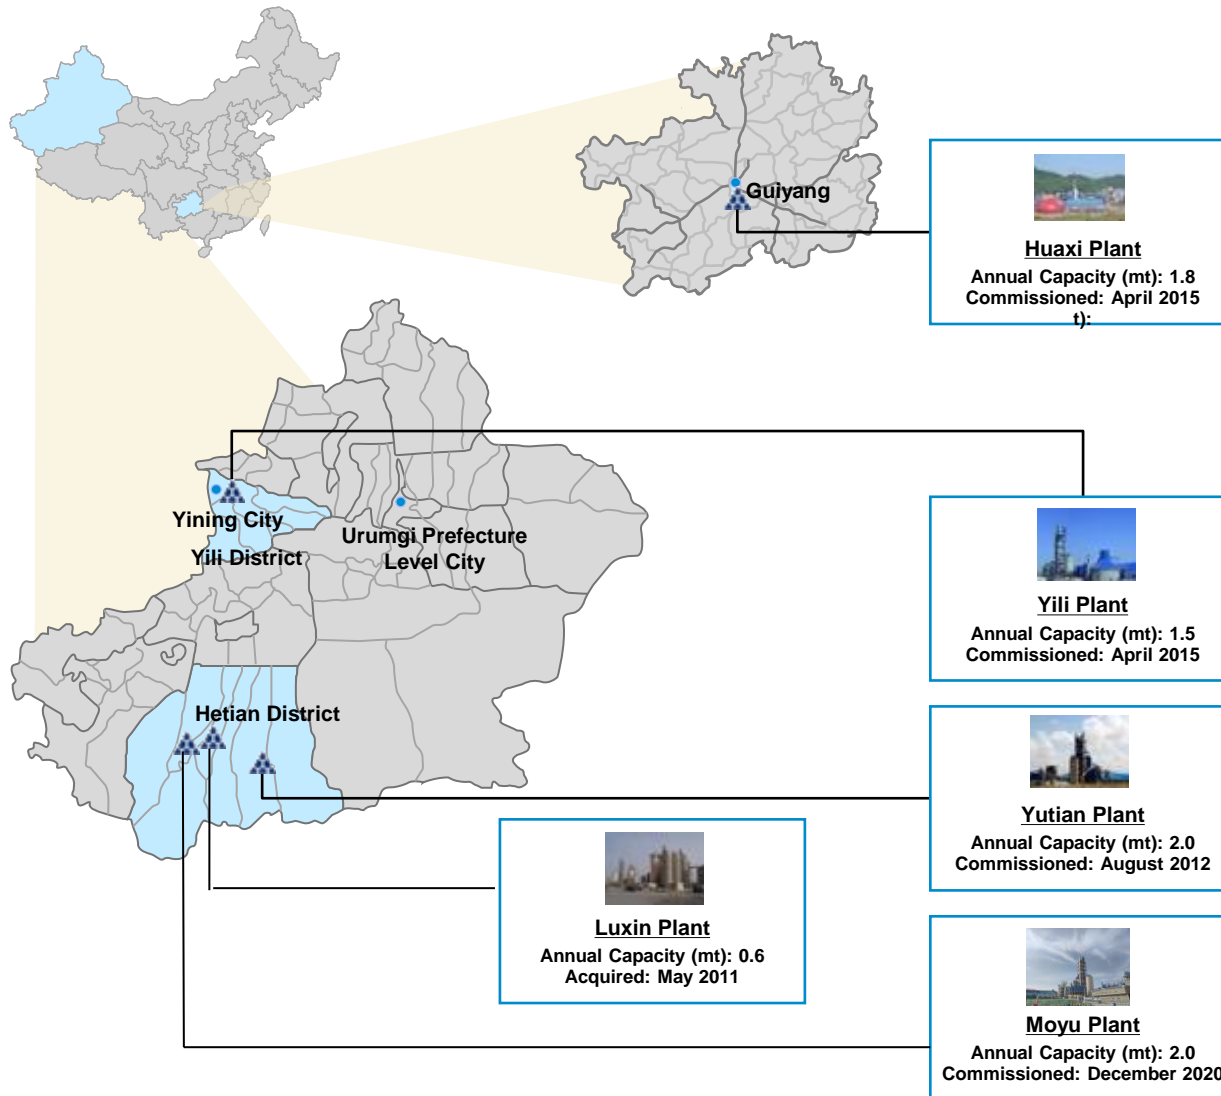 Guiyang
Huaxi Plant
Annual Capacity (mt): 1.8
Commissioned: April 2015
t):
Yining City
Yili District
Urumgi Prefecture
Level City
Yili Plant
Annual Capacity (mt): 1.5
Commissioned: April 2015
Hetian District
Yutian Plant
Annual Capacity (mt): 2.0
Commissioned: August 2012
Luxin Plant
Annual Capacity (mt): 0.6
Acquired: May 2011
Moyu Plant
Annual Capacity (mt): 2.0
Commissioned: December 2020